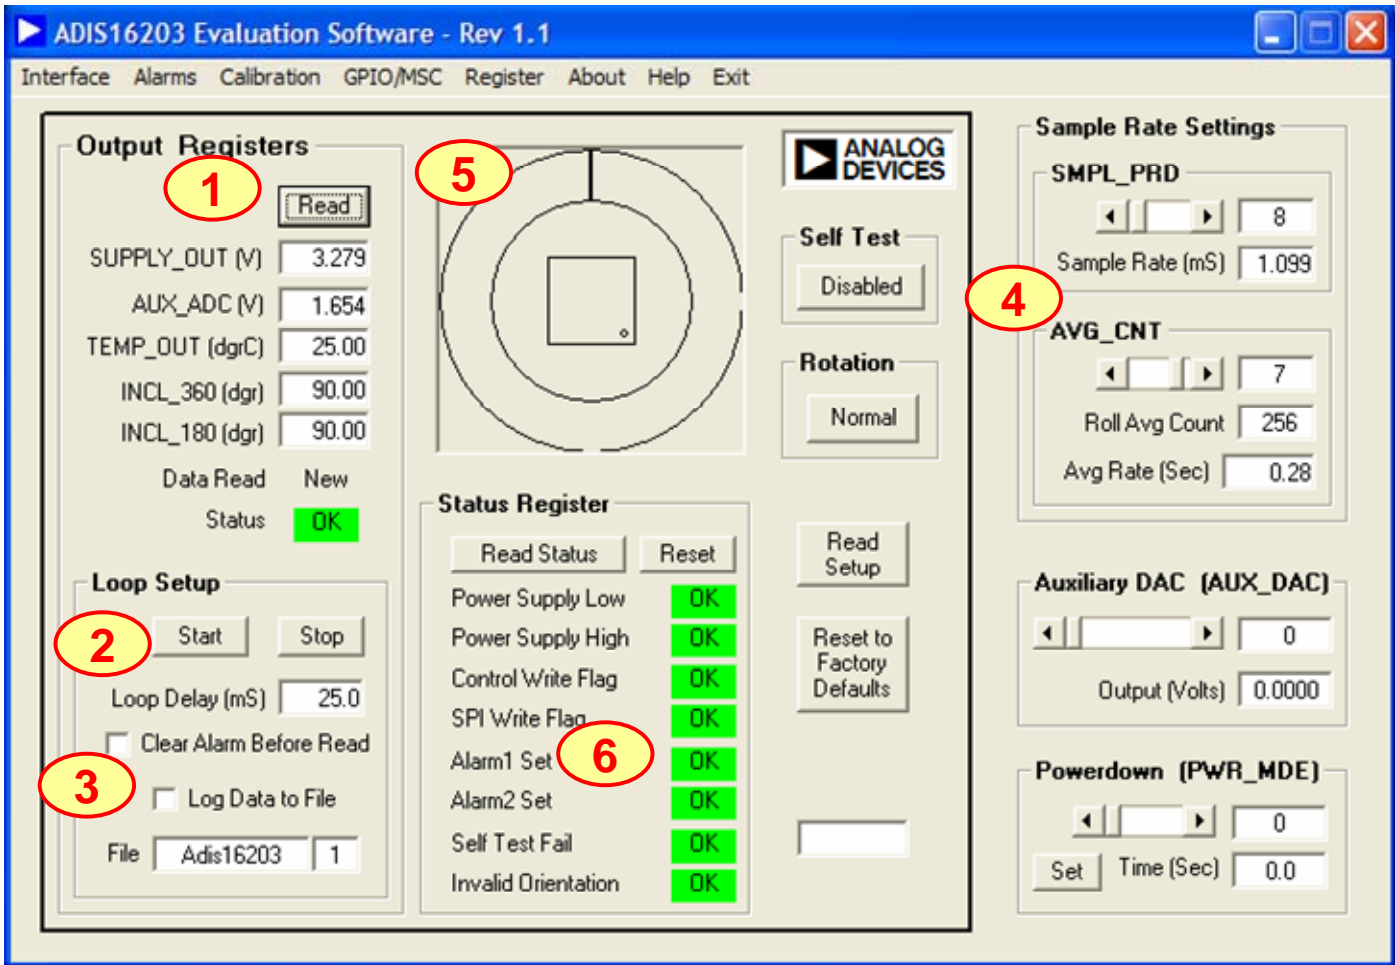 ADIS16203 Evaluation Software - Rev 1.1
Interface Alarms Calibration GPIO/MSC Register About Help Exit
Output Registers
1
Read
SUPPLY_OUT (V) 3.279
AUX_ADC (V) 1.654
TEMP_OUT (dgrC) 25.00
INCL_360 (dgr) 90.00
INCL_180 (dgr) 90.00
Data Read New
Status OK
Loop Setup
2
Start Stop
Loop Delay (mS) 25.0
Clear Alarm Before Read
3
Log Data to File
File Adis16203 1
5
Status Register
Read Status Reset
Power Supply Low OK
Power Supply High OK
Control Write Flag OK
SPI Write Flag OK
6
Alarm1 Set OK
Alarm2 Set OK
Self Test Fail OK
Invalid Orientation OK
ANALOG
DEVICES
Self Test
Disabled
Rotation
Normal
Read
Setup
Reset to
Factory
Defaults
Sample Rate Settings
SMPL_PRD
8
Sample Rate (mS) 1.099
4
AVG_CNT
7
Roll Avg Count 256
Avg Rate (Sec) 0.28
Auxiliary DAC (AUX_DAC)
0
Output (Volts) 0.0000
Powerdown (PWR_MDE)
0
Set Time (Sec) 0.0